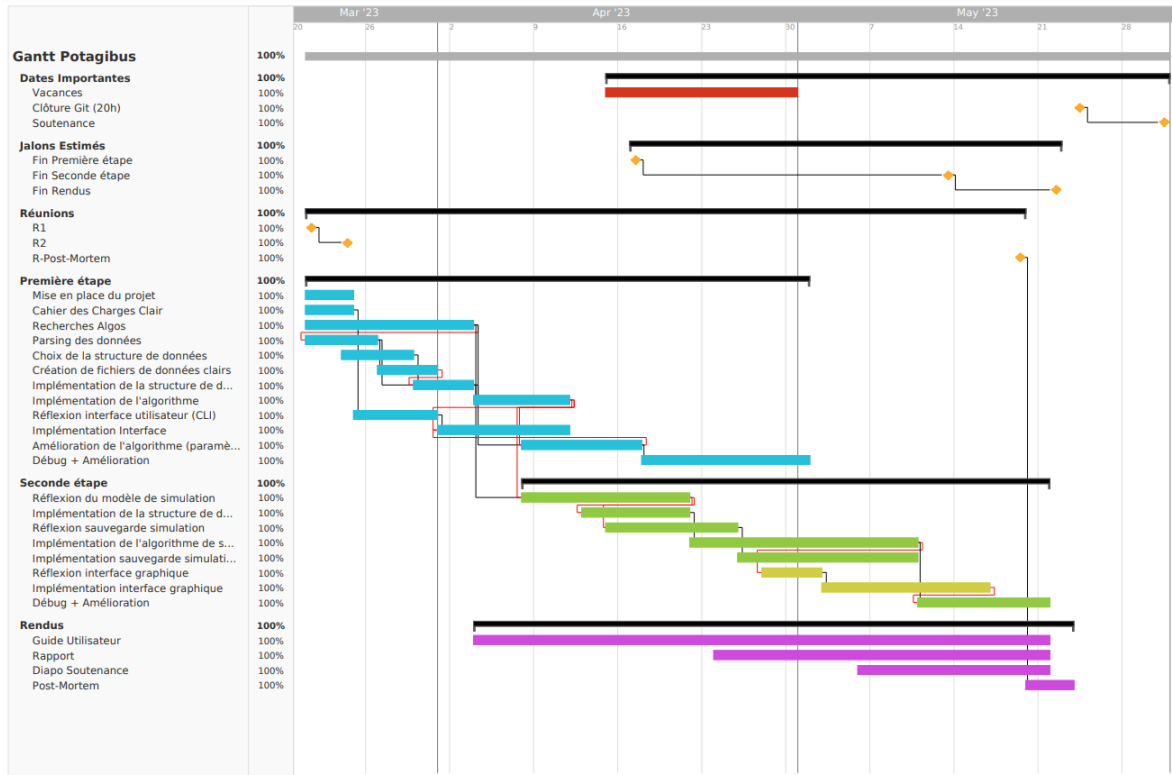 Mar '23 Apr '23 May '23
20 26 2 9 16 23 30 7 14 21 28
Gantt Potagibus 100%
Dates Importantes 100%
Vacances 100%
Clôture Git (20h) 100%
Soutenance 100%
Jalons Estimés 100%
Fin Première étape 100%
Fin Seconde étape 100%
Fin Rendus 100%
Réunions 100%
R1 100%
R2 100%
R-Post-Mortem 100%
Première étape 100%
Mise en place du projet 100%
Cahier des Charges Clair 100%
Recherches Algos 100%
Parsing des données 100%
Choix de la structure de données 100%
Création de fichiers de données clairs 100%
Implémentation de la structure de d... 100%
Implémentation de l'algorithme 100%
Réflexion interface utilisateur (CLI) 100%
Implémentation Interface 100%
Amélioration de l'algorithme (paramè... 100%
Débug + Amélioration 100%
Seconde étape 100%
Réflexion du modèle de simulation 100%
Implémentation de la structure de d... 100%
Réflexion sauvegarde simulation 100%
Implémentation de l'algorithme de s... 100%
Implémentation sauvegarde simulati... 100%
Réflexion interface graphique 100%
Implémentation interface graphique 100%
Débug + Amélioration 100%
Rendus 100%
Guide Utilisateur 100%
Rapport 100%
Diapo Soutenance 100%
Post-Mortem 100%